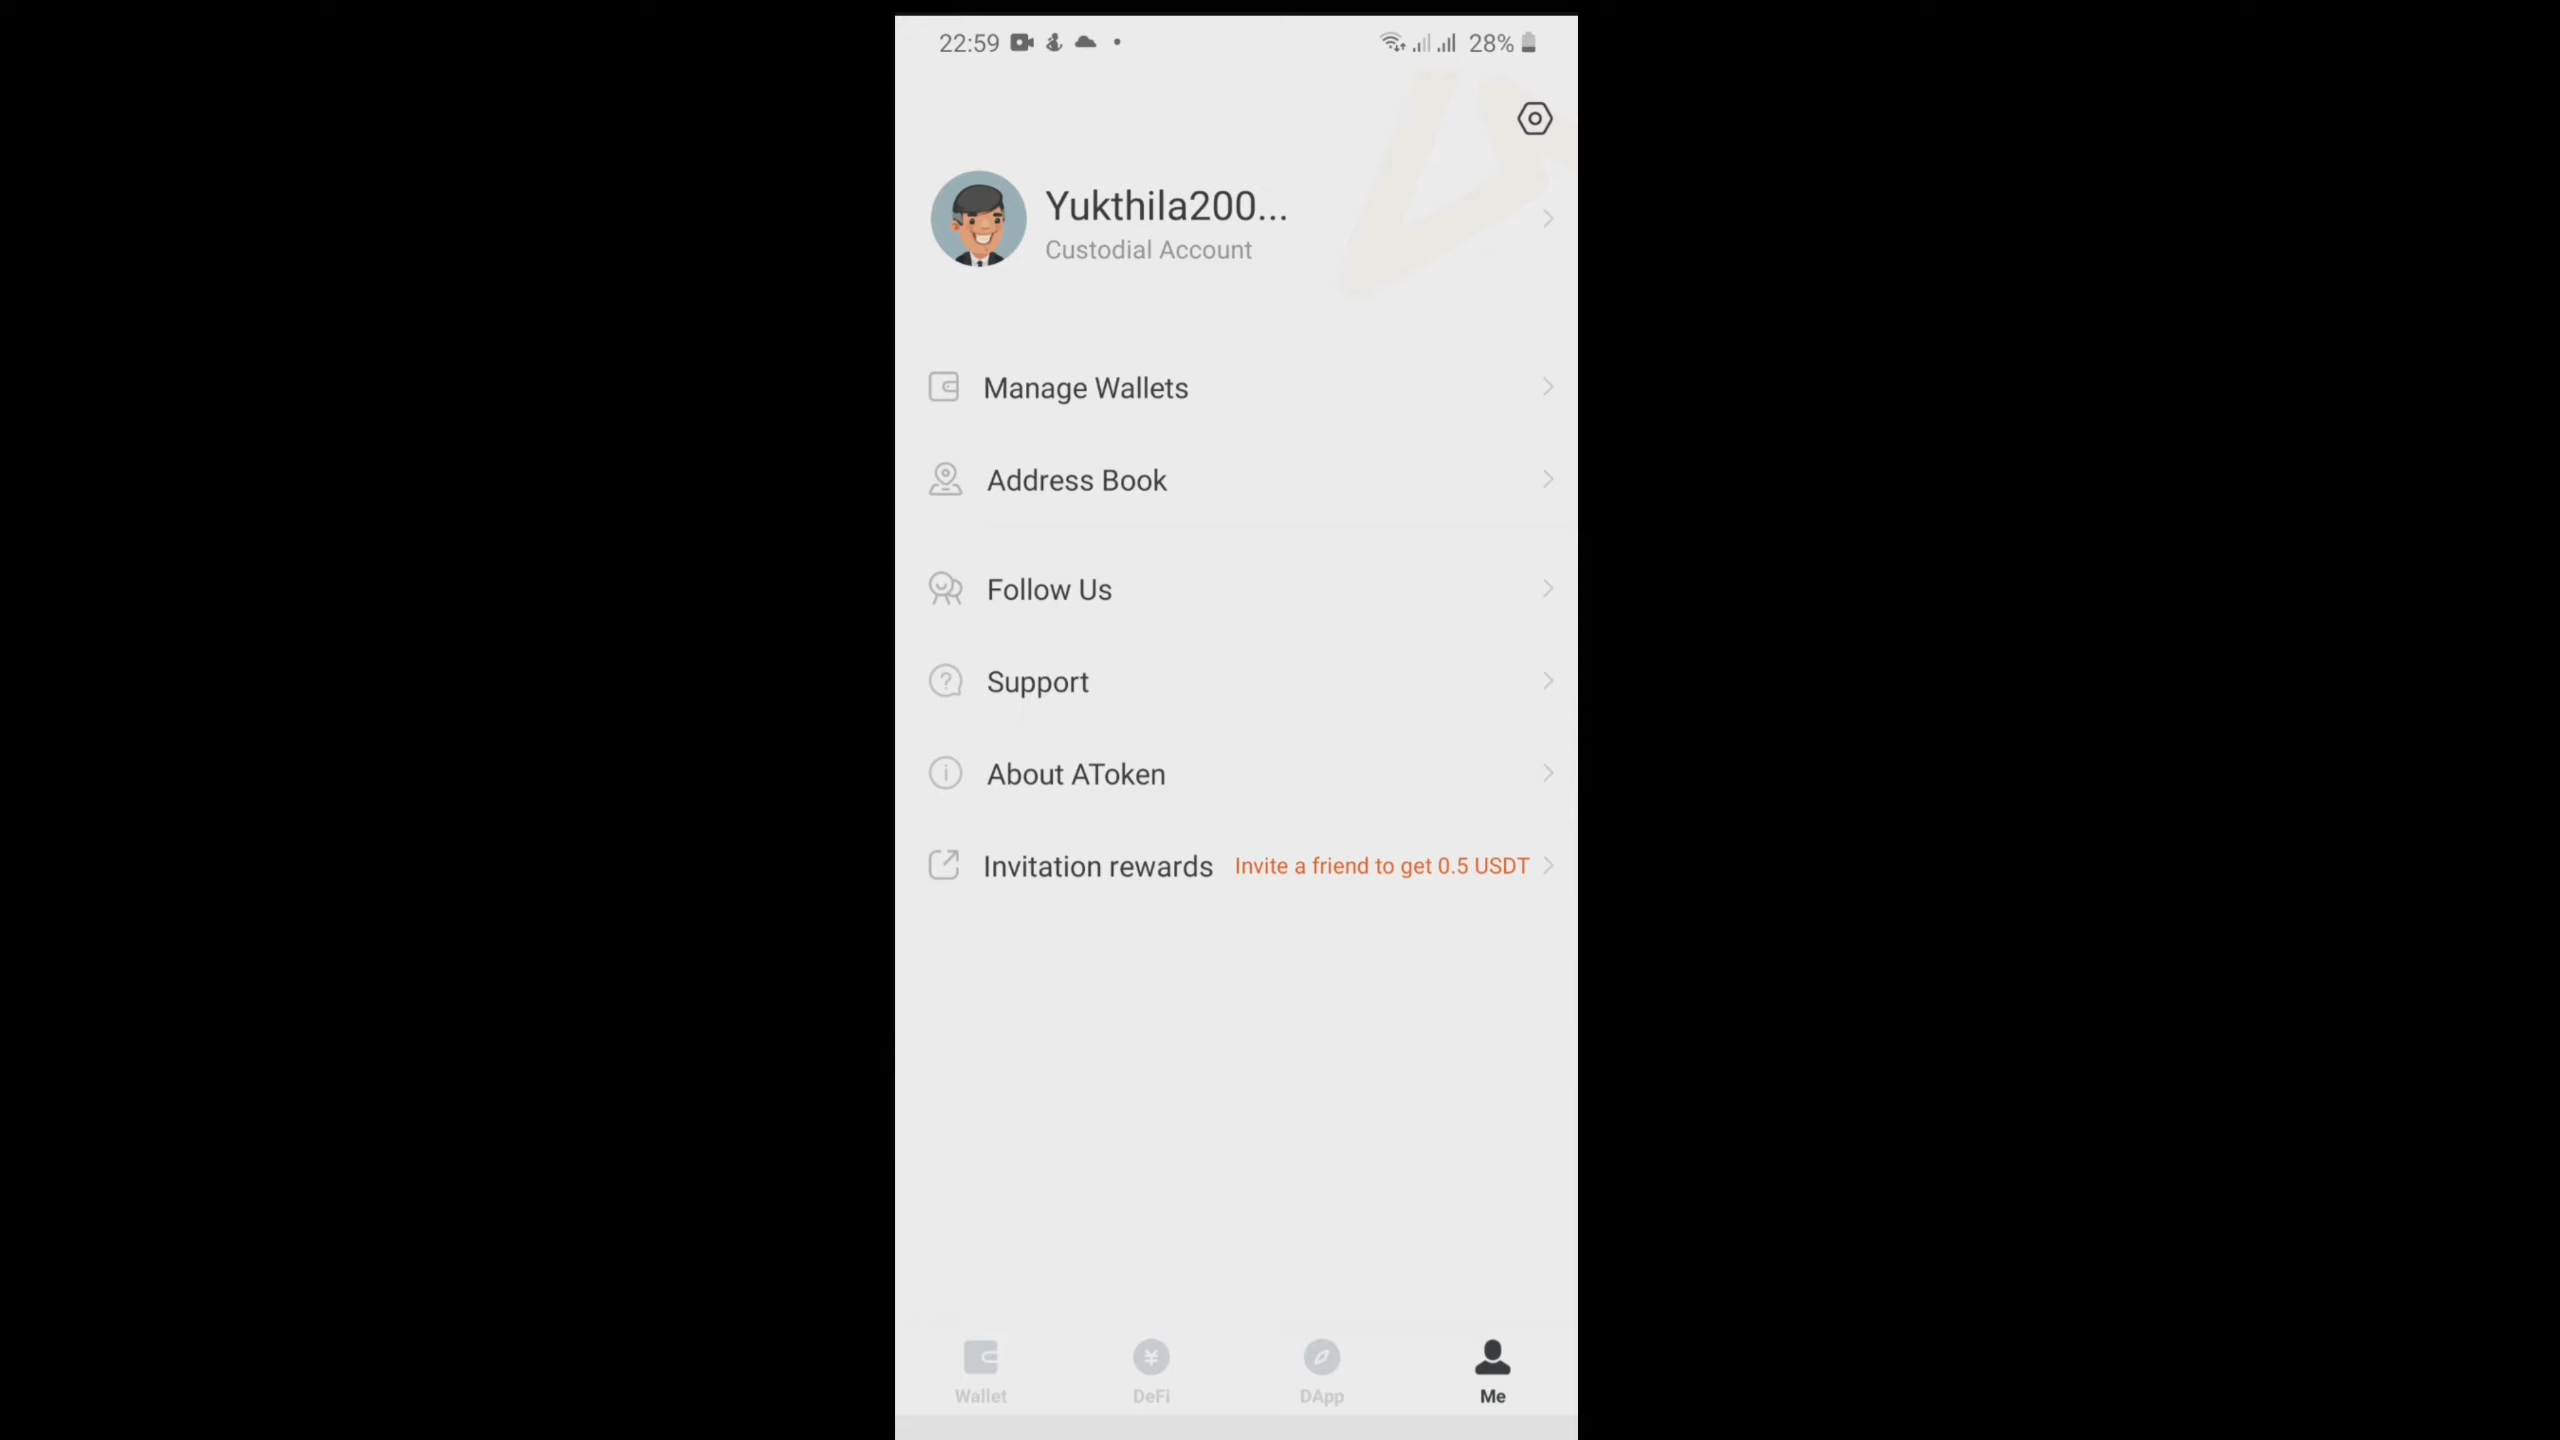 22:59
28%
Yukthila200...
Custodial Account
Manage Wallets
Address Book
Follow Us
Support
About AToken
Invitation rewards Invite a friend to get 0.5 USDT
Wallet DeFi DApp Me